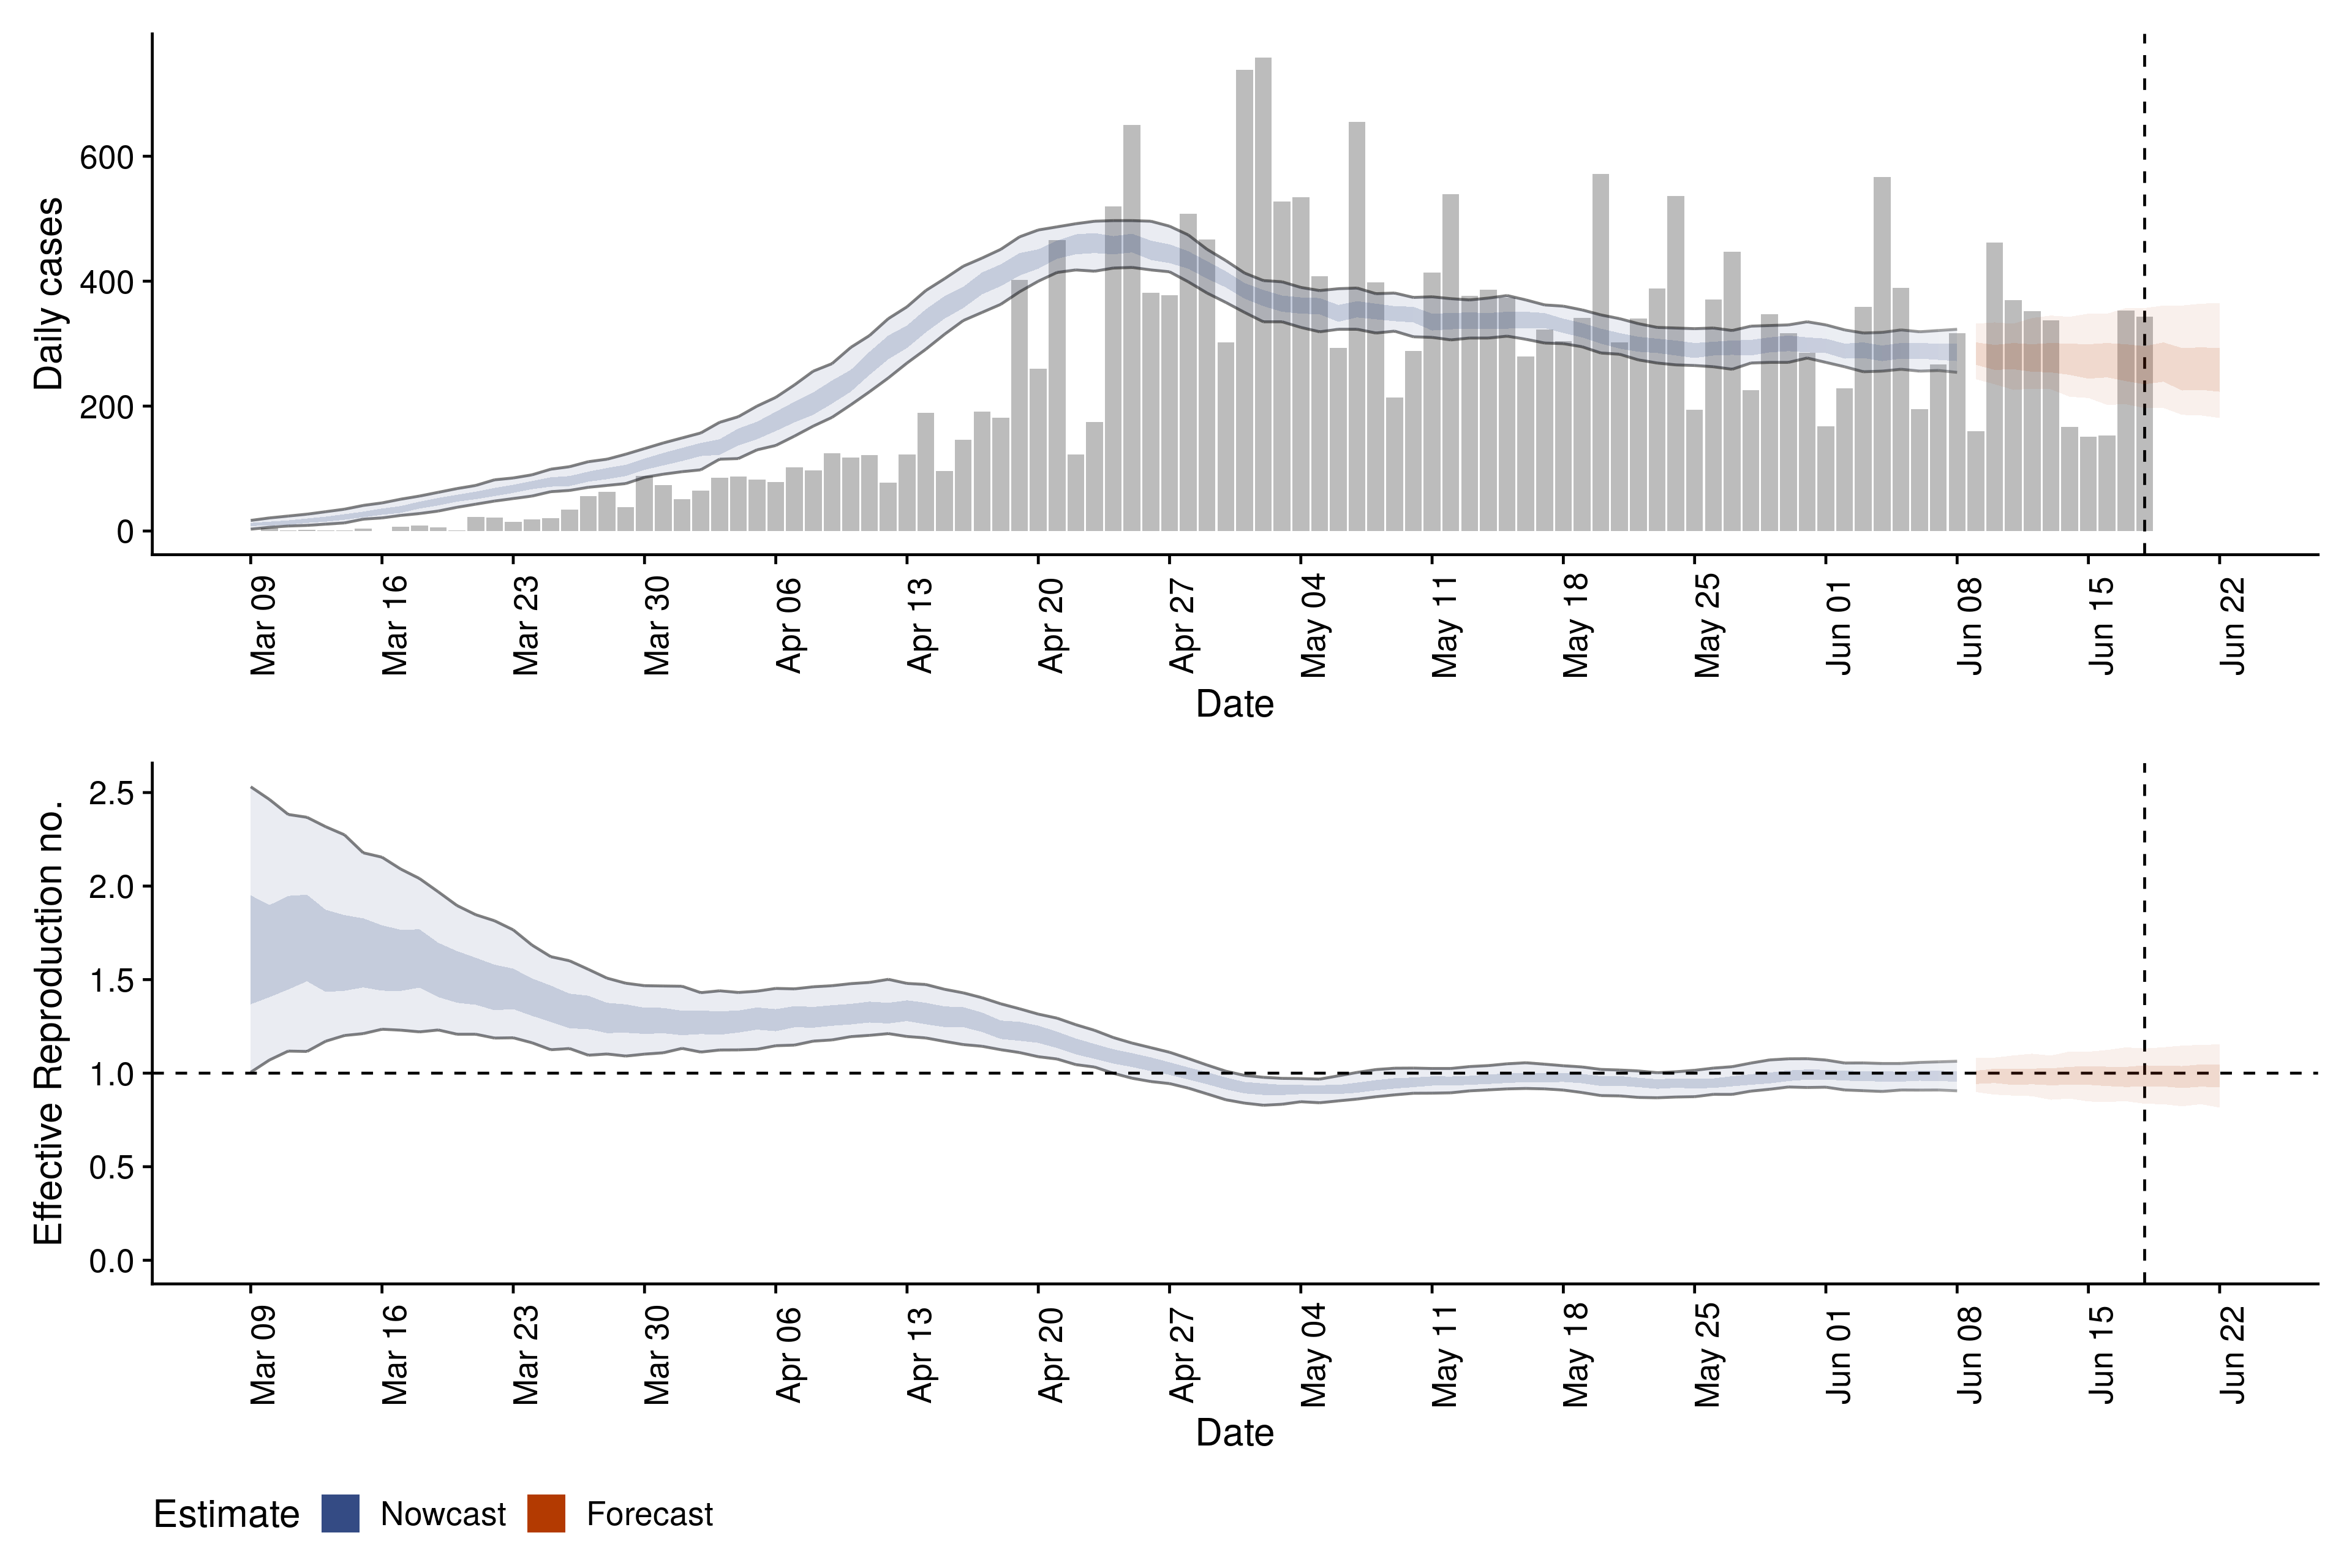 Daily cases
600
400
200
0
Mar 09
Mar 16
Mar 23
Mar 30
Apr 06
Apr 13
Apr 20
Apr 27
May 04
May 11
May 18
May 25
Jun 01
Jun 08
Jun 15
Jun 22
Date
Effective Reproduction no.
2.5
2.0
1.5
1.0
0.5
0.0
Mar 09
Mar 16
Mar 23
Mar 30
Apr 06
Apr 13
Apr 20
Apr 27
May 04
May 11
May 18
May 25
Jun 01
Jun 08
Jun 15
Jun 22
Date
Estimate Nowcast Forecast